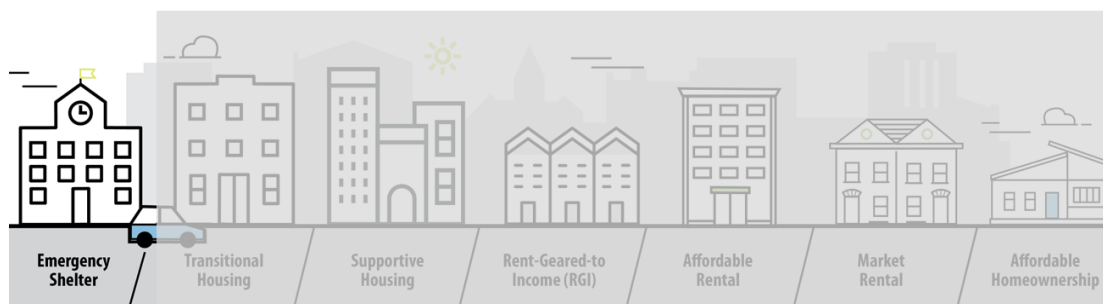 Emergency
Shelter
Transitional
Housing
Supportive
Housing
Rent-Geared-to
Income (RGI)
Affordable
Rental
Market
Rental
Affordable
Homeownership